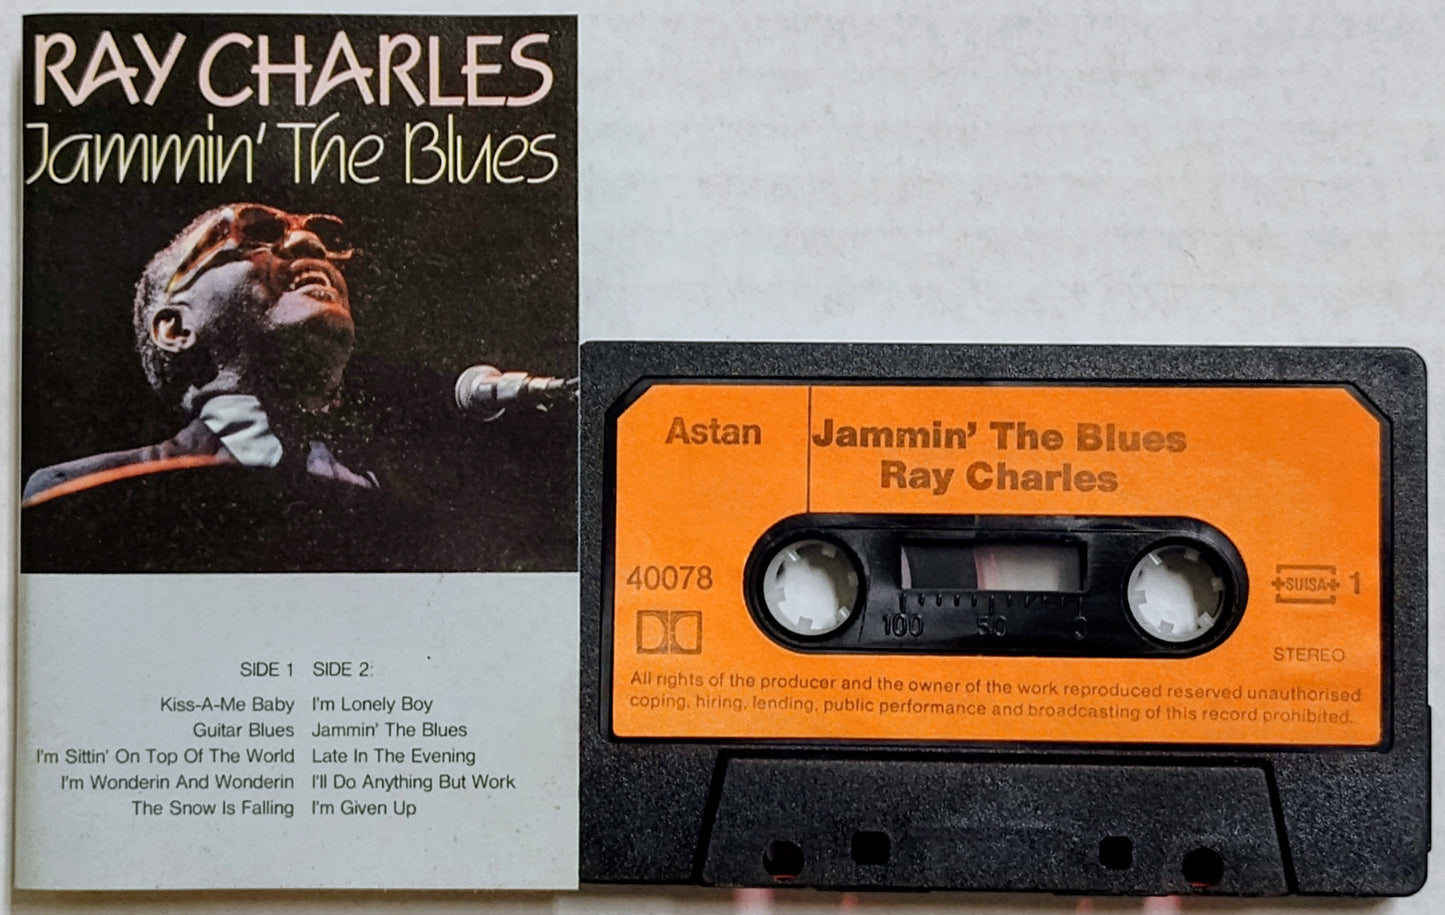 RAY CHARLES
Jammin' The Blues
SIDE 1 SIDE 2:
Kiss-A-Me Baby I'm Lonely Boy
Guitar Blues Jammin' The Blues
I'm Sittin' On Top Of The World Late In The Evening
I'm Wonderin And Wonderin I'll Do Anything But Work
The Snow Is Falling I'm Given Up
Astan Jammin' The Blues
Ray Charles
40078
SUISA 1
100 50 0
STEREO
All rights of the producer and the owner of the work reproduced reserved unauthorised
coping, hiring, lending, public performance and broadcasting of this record prohibited.